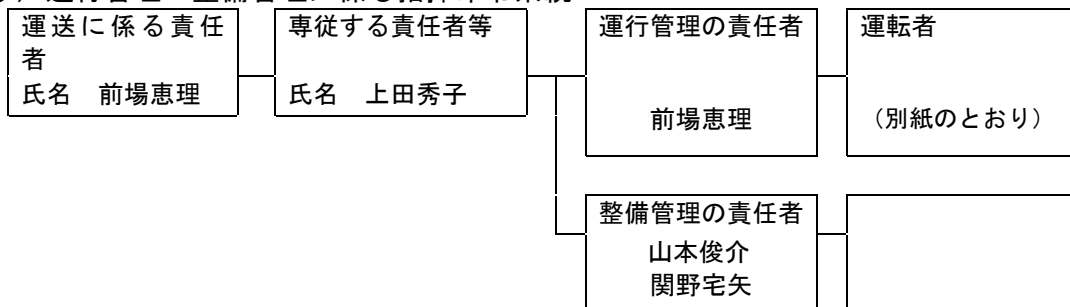 運送に係る責任者
氏名　前場恵理
専従する責任者等
氏名　上田秀子
運行管理の責任者
前場恵理
運転者
（別紙のとおり）
整備管理の責任者
山本俊介
関野宅矢